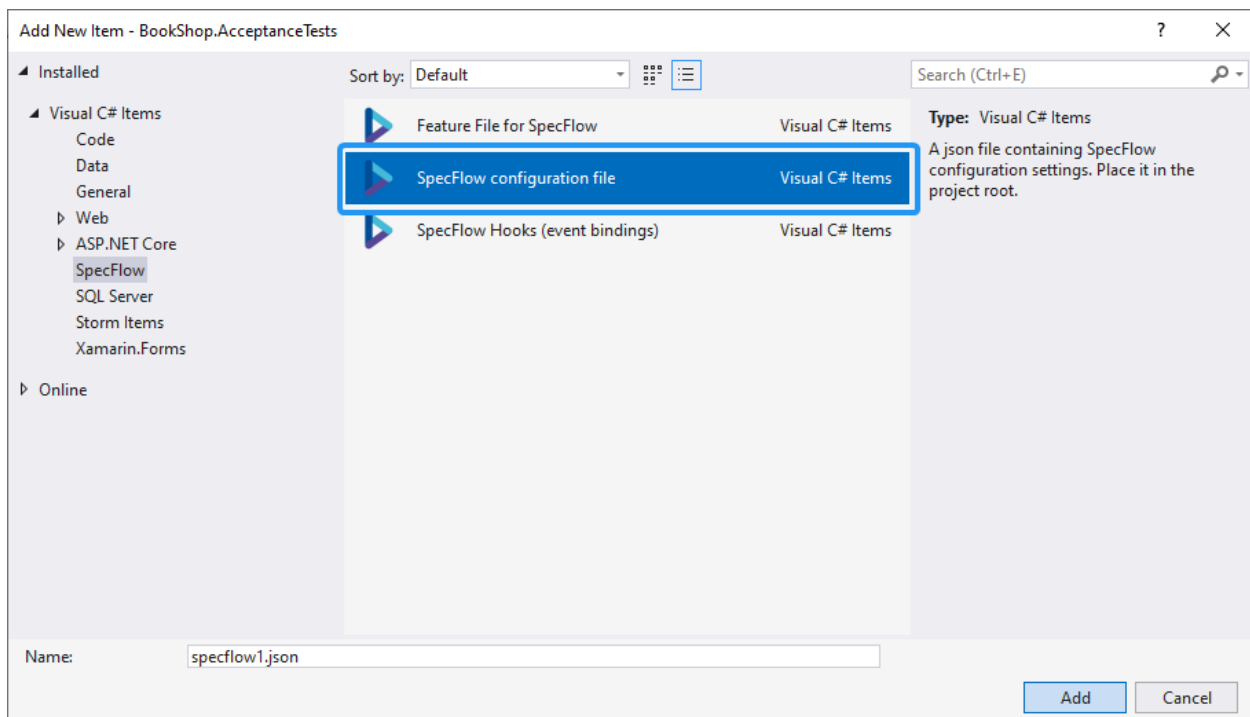 Add New Item - BookShop.AcceptanceTests
?
Installed
Sort by: Default
Search (Ctrl+E)
Visual C# Items
Code
Data
General
Web
ASP.NET Core
SpecFlow
SQL Server
Storm Items
Xamarin.Forms
Online
Feature File for SpecFlow Visual C# Items
SpecFlow configuration file Visual C# Items
SpecFlow Hooks (event bindings) Visual C# Items
Type: Visual C# Items
A json file containing SpecFlow
configuration settings. Place it in the
project root.
Name: specflow1.json
Add Cancel